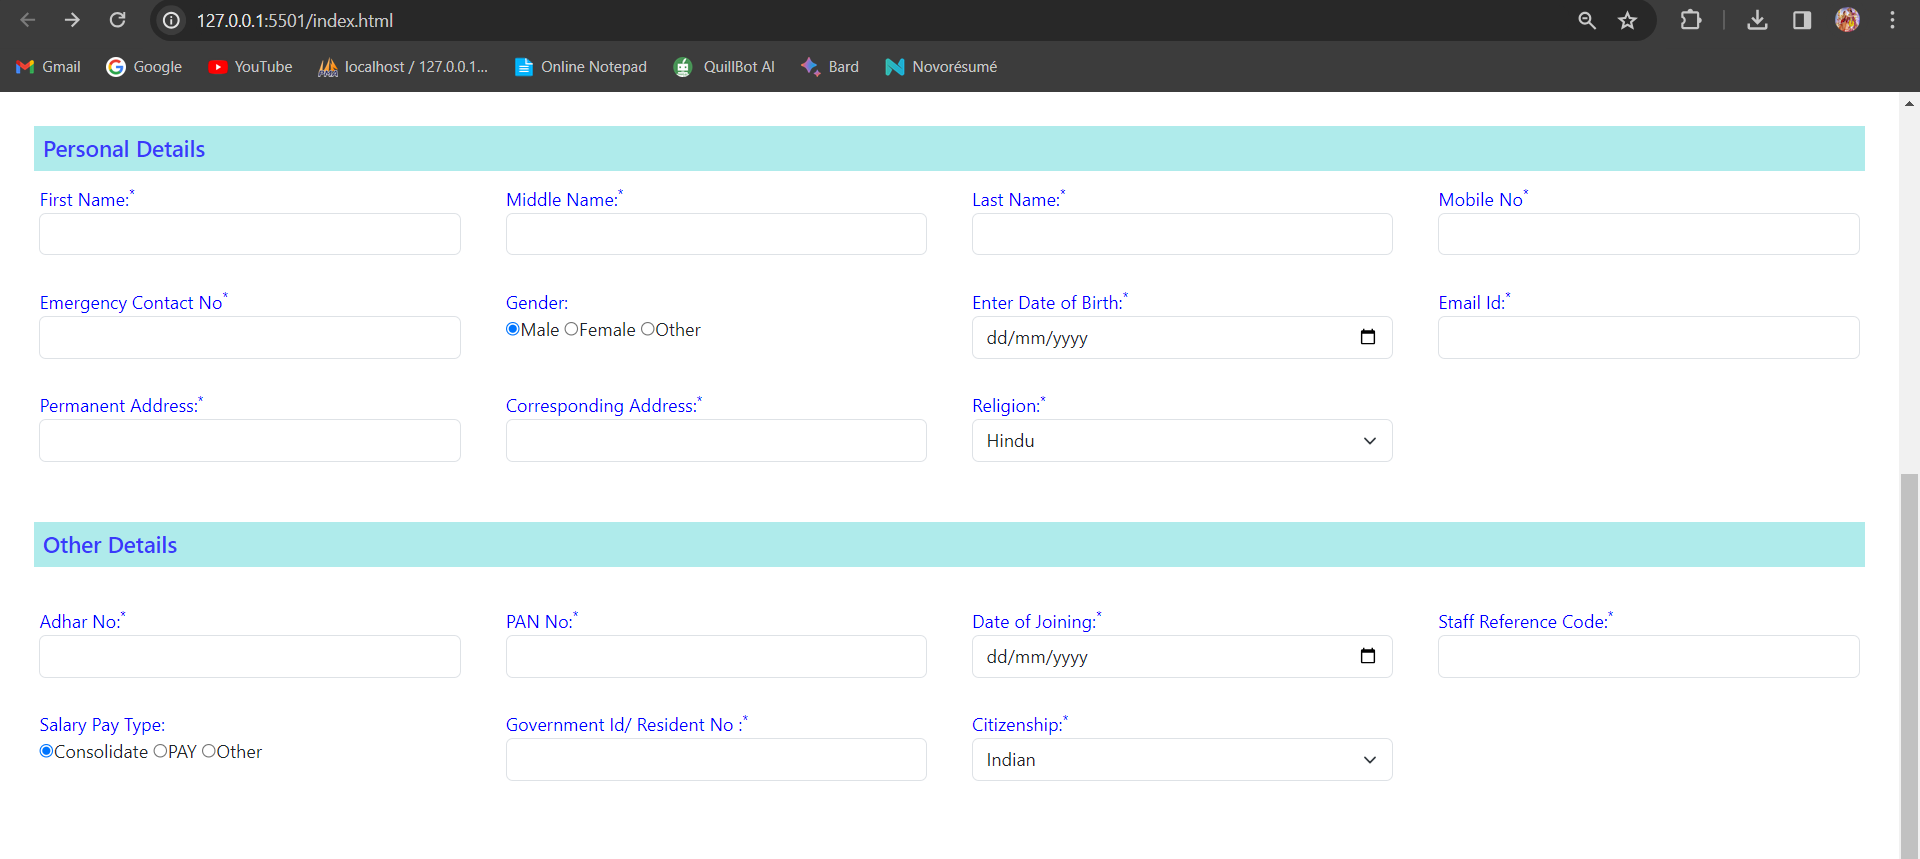 127.0.0.1:5501/index.html
Gmail Google YouTube localhost / 127.0.0.1... Online Notepad QuillBot AI Bard Novorésumé
Personal Details
First Name:* Middle Name:* Last Name:* Mobile No*
Emergency Contact No* Gender: Enter Date of Birth:* Email Id:*
Male Female Other dd/mm/yyyy
Permanent Address:* Corresponding Address:* Religion:*
Hindu
Other Details
Adhar No:* PAN No:* Date of Joining:* Staff Reference Code:*
dd/mm/yyyy
Salary Pay Type: Government Id/ Resident No :* Citizenship:*
Consolidate PAY Other Indian